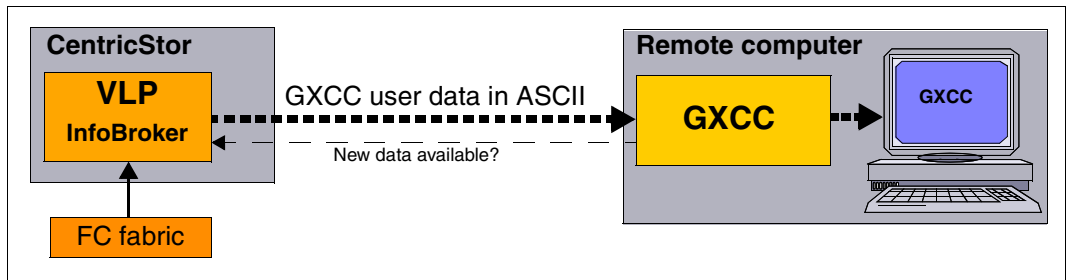 CentricStor
VLP
InfoBroker
FC fabric
GXCC user data in ASCII
New data available?
Remote computer
GXCC
GXCC